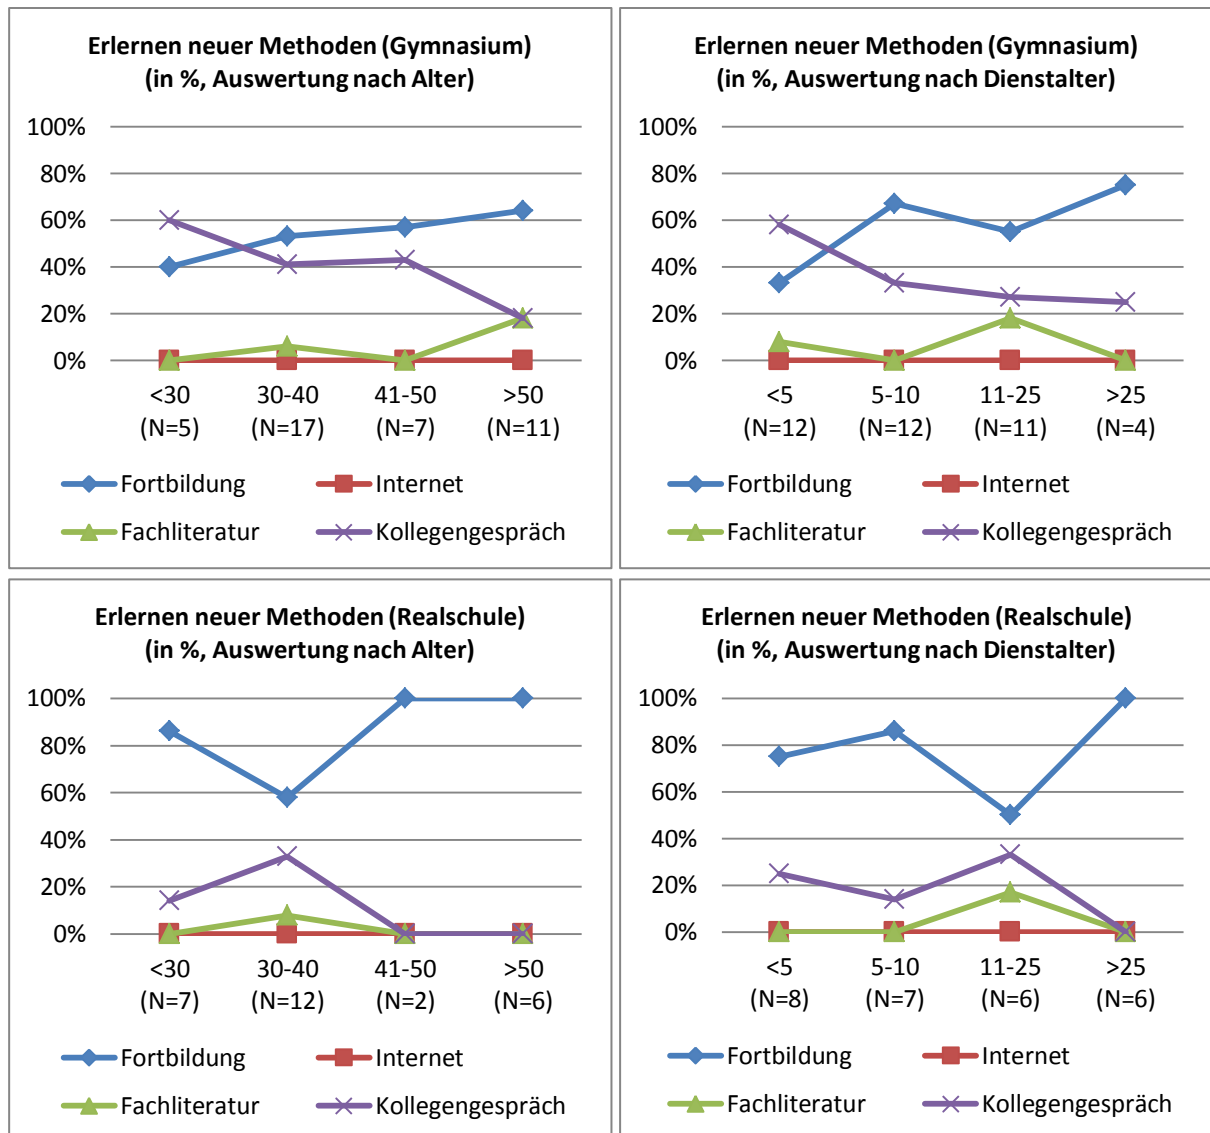 Erlernen neuer Methoden (Gymnasium)
(in %, Auswertung nach Alter)
100%
80%
60%
40%
20%
0%
<30 30-40 41-50 >50
(N=5) (N=17) (N=7) (N=11)
Fortbildung Internet
Fachliteratur Kollegengespräch
Erlernen neuer Methoden (Gymnasium)
(in %, Auswertung nach Dienstalter)
100%
80%
60%
40%
20%
0%
<5 5-10 11-25 >25
(N=12) (N=12) (N=11) (N=4)
Fortbildung Internet
Fachliteratur Kollegengespräch
Erlernen neuer Methoden (Realschule)
(in %, Auswertung nach Alter)
100%
80%
60%
40%
20%
0%
<30 30-40 41-50 >50
(N=7) (N=12) (N=2) (N=6)
Fortbildung Internet
Fachliteratur Kollegengespräch
Erlernen neuer Methoden (Realschule)
(in %, Auswertung nach Dienstalter)
100%
80%
60%
40%
20%
0%
<5 5-10 11-25 >25
(N=8) (N=7) (N=6) (N=6)
Fortbildung Internet
Fachliteratur Kollegengespräch